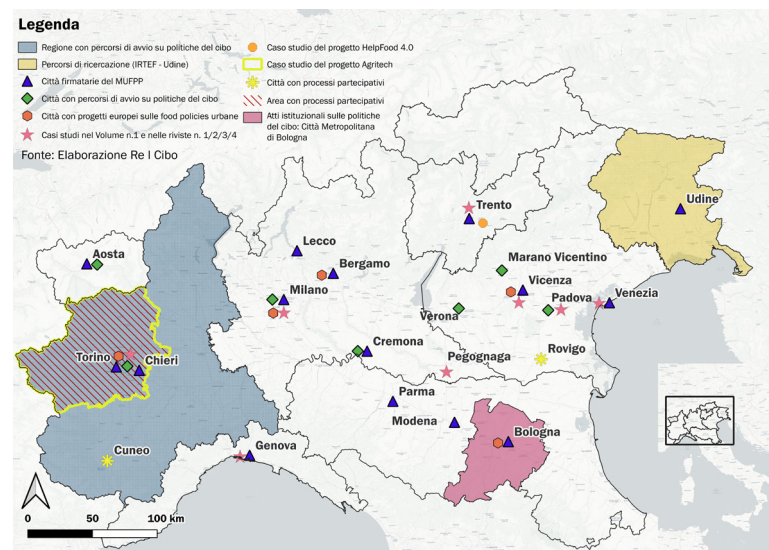 Legenda
Regione con percorsi di avvio su politiche del cibo
Percorsi di ricercazione (IRTEF - Udine)
Città firmatarie del MUFPP
Città con percorsi di avvio su politiche del cibo
Città con progetti europei sulle food policies urbane
Casi studi nel Volume n.1 e nelle riviste n. 1/2/3/4
Caso studio del progetto HelpFood 4.0
Caso studio del progetto Agritech
Città con processi partecipativi
Area con processi partecipativi
Atti istituzionali sulle politiche
del cibo: Città Metropolitana
di Bologna
Fonte: Elaborazione Re l Cibo
Trento
Udine
Aosta
Lecco
Bergamo
Marano Vicentino
Milano
Vicenza
Padova
Venezia
Verona
Torino
Chieri
Cremona
Pegognaga
Rovigo
Parma
Modena
Bologna
Cuneo
Genova
0 50 100 km